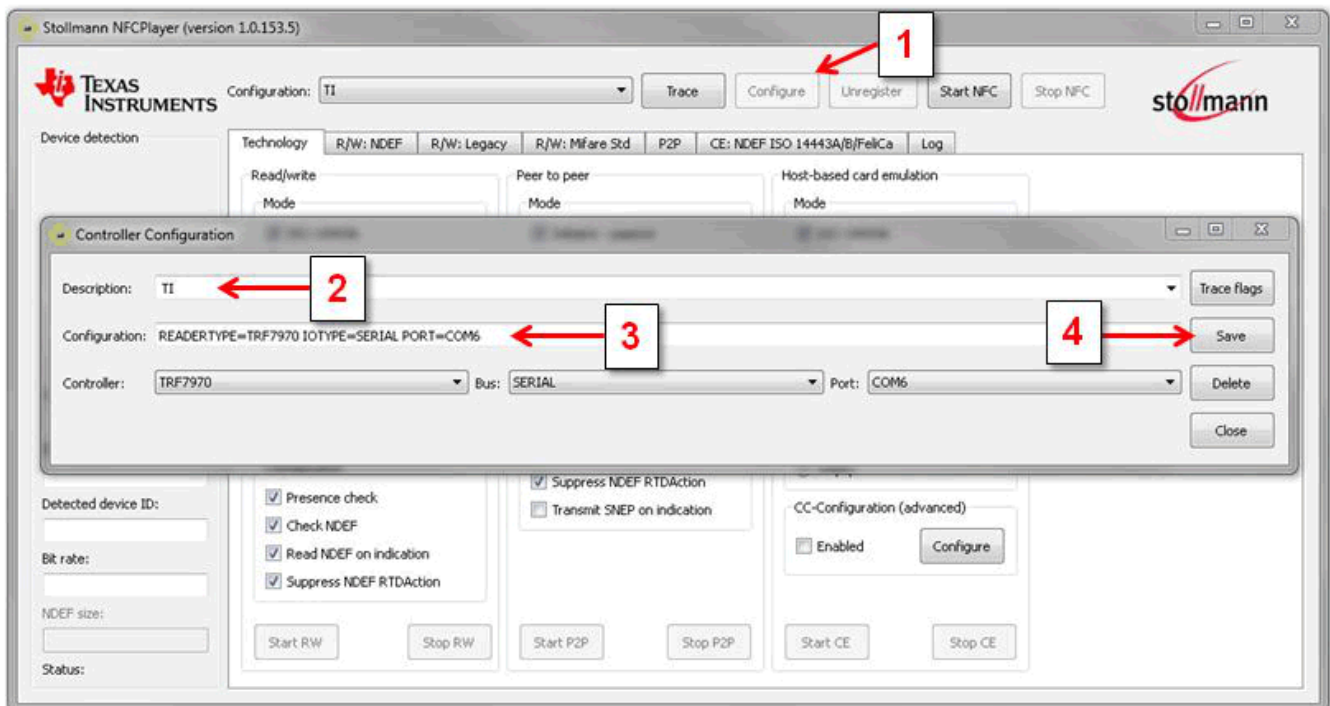 Stollmann NFCPlayer (version 1.0.153.5)
1
TEXAS INSTRUMENTS
Configuration: TI Trace Configure Unregister Start NFC Stop NFC
stollmann
Device detection
Technology R/W: NDEF R/W: Legacy R/W: Mifare Std P2P CE: NDEF ISO 14443A/B/FeliCa Log
Read/write Peer to peer Host-based card emulation
Mode Mode Mode
Controller Configuration
Description: TI 2 Trace flags
Configuration: READERTYPE=TRF7970 IOTYPE=SERIAL PORT=COM6 3 4 Save
Controller: TRF7970 Bus: SERIAL Port: COM6 Delete
Close
Suppress NDEF RTDAction
Detected device ID: Presence check Transmit SNEP on indication CC-Configuration (advanced)
Check NDEF Enabled Configure
Bit rate: Read NDEF on indication
Suppress NDEF RTDAction
NDEF size:
Start RW Stop RW Start P2P Stop P2P Start CE Stop CE
Status: